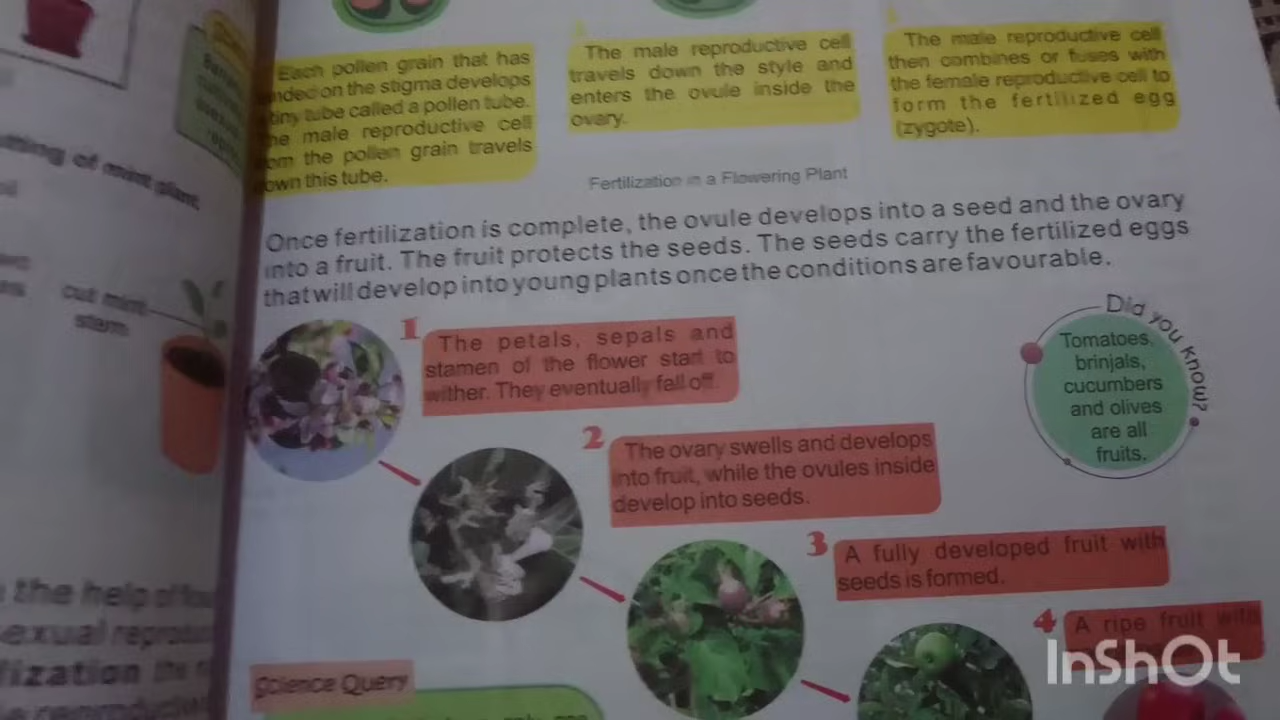 Each pollen grain that has
on the stigma develops
tiny tube called a pollen tube.
The male reproductive cell
from the pollen grain travels
down this tube.
The male reproductive cell
travels down the style and
enters the ovule inside the
ovary.
The male reproductive cell
then combines or fuses with
the female reproductive cell to
form the fertilized egg
(zygote).
Fertilization in a Flowering Plant
Once fertilization is complete, the ovule develops into a seed and the ovary
into a fruit. The fruit protects the seeds. The seeds carry the fertilized eggs
that will develop into young plants once the conditions are favourable.
1 The petals, sepals and
stamen of the flower start to
wither. They eventually fall off.
Did you know?
Tomatoes,
brinjals,
cucumbers
and olives
are all
fruits.
2 The ovary swells and develops
into fruit, while the ovules inside
develop into seeds.
3 A fully developed fruit with
seeds is formed.
4 A ripe fruit with
Science Query
of mint plant
cut mint
stem
the help of
InShOt